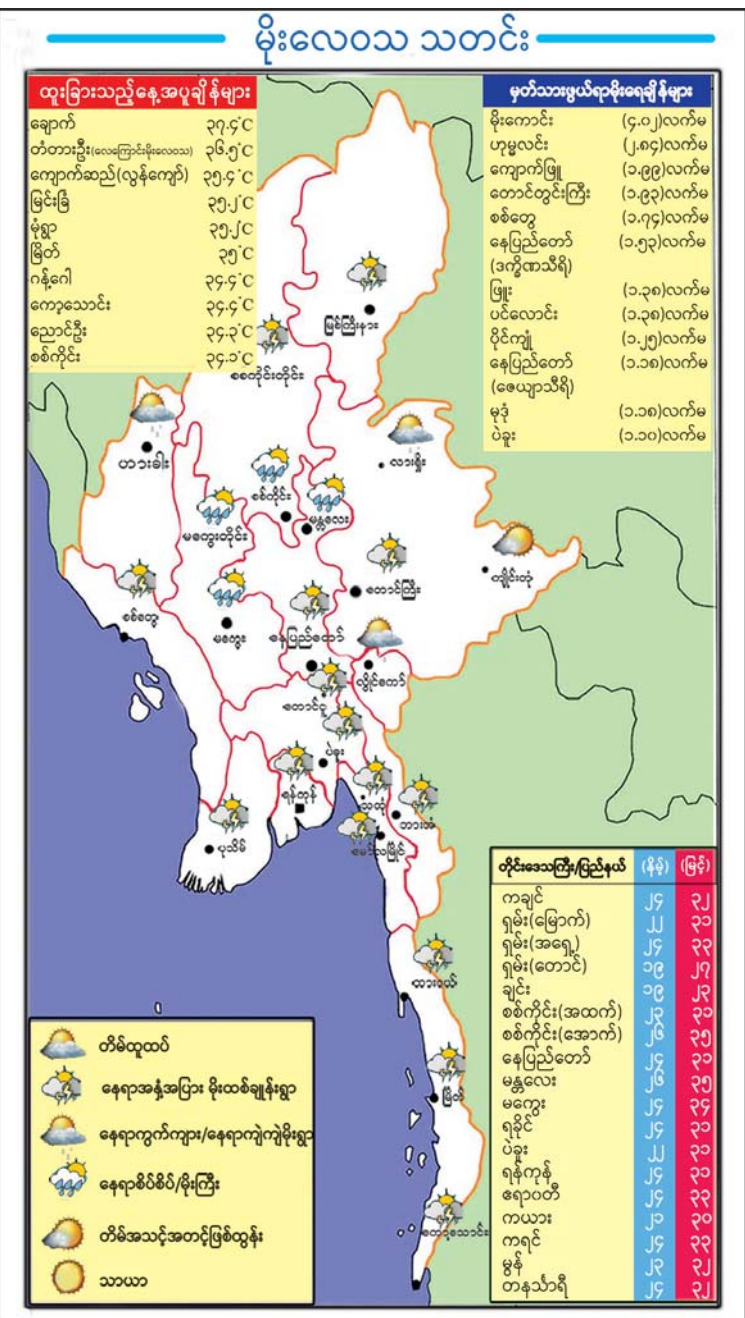 မိုးလေဝသ သတင်း
ထူးခြားသည့်နေ့အပူချိန်များ
ချောက် ၃၇.၄°C
တံတားဦး(လေကြောင်းမိုးလေဝသ) ၃၆.၅°C
ကျောက်ဆည်(လွန်ကျော်) ၃၅.၄°C
မြင်းခြံ ၃၅.၂°C
မုံရွာ ၃၅.၂°C
မြိတ် ၃၅°C
ဂန့်ဂေါ ၃၄.၄°C
ကော့သောင်း ၃၄.၄°C
ညောင်ဦး ၃၄.၃°C
စစ်ကိုင်း ၃၄.၁°C
မှတ်သားဖွယ်ရာမိုးရေချိန်များ
မိုးကောင်း (၄.၀၂)လက်မ
ဟုမ္မလင်း (၂.၈၄)လက်မ
ကျောက်ဖြူ (၁.၉၉)လက်မ
တောင်တွင်းကြီး (၁.၉၃)လက်မ
စစ်တွေ (၁.၇၄)လက်မ
နေပြည်တော် (၁.၅၃)လက်မ
(ဒက္ခိဏသီရိ)
ဖြူး (၁.၃၈)လက်မ
ပင်လောင်း (၁.၃၈)လက်မ
ဝိုင်ကျုံ (၁.၂၅)လက်မ
နေပြည်တော် (၁.၁၈)လက်မ
(ဇေယျာသီရိ)
မုဒုံ (၁.၁၈)လက်မ
ပဲခူး (၁.၁၀)လက်မ
မြစ်ကြီးနား
စစ်ကိုင်းတိုင်း
ဟားခါး
လားရှိုး
စစ်ကိုင်း
မန္တလေး
မကွေးတိုင်း
ကျိုင်းတုံ
တောင်ကြီး
စစ်တွေ
မကွေး
နေပြည်တော်
လွိုင်ကော်
တောင်ငူ
ပဲခူး
ရန်ကုန်
သထုံ
ဘားအံ
မော်လမြိုင်
ပုသိမ်
ထားဝယ်
မြိတ်
ကော့သောင်း
တိမ်ထူထပ်
နေရာအနှံ့အပြား မိုးထစ်ချုန်းရွာ
နေရာကွက်ကျား/နေရာကျဲကျဲမိုးရွာ
နေရာစိပ်စိပ်/မိုးကြီး
တိမ်အသင့်အတင့်ဖြစ်ထွန်း
သာယာ
တိုင်းဒေသကြီး/ပြည်နယ် (နိမ့်) (မြင့်)
ကချင် ၂၄ ၃၂
ရှမ်း(မြောက်) ၂၂ ၃၁
ရှမ်း(အရှေ့) ၂၄ ၃၃
ရှမ်း(တောင်) ၁၉ ၂၇
ချင်း ၁၉ ၂၃
စစ်ကိုင်း(အထက်) ၂၃ ၃၁
စစ်ကိုင်း(အောက်) ၂၆ ၃၅
နေပြည်တော် ၂၄ ၃၁
မန္တလေး ၂၆ ၃၅
မကွေး ၂၄ ၃၄
ရခိုင် ၂၄ ၃၁
ပဲခူး ၂၂ ၃၁
ရန်ကုန် ၂၄ ၃၁
ဧရာဝတီ ၂၄ ၃၃
ကယား ၂၁ ၃၀
ကရင် ၂၄ ၃၃
မွန် ၂၃ ၃၂
တနင်္သာရီ ၂၄ ၃၂